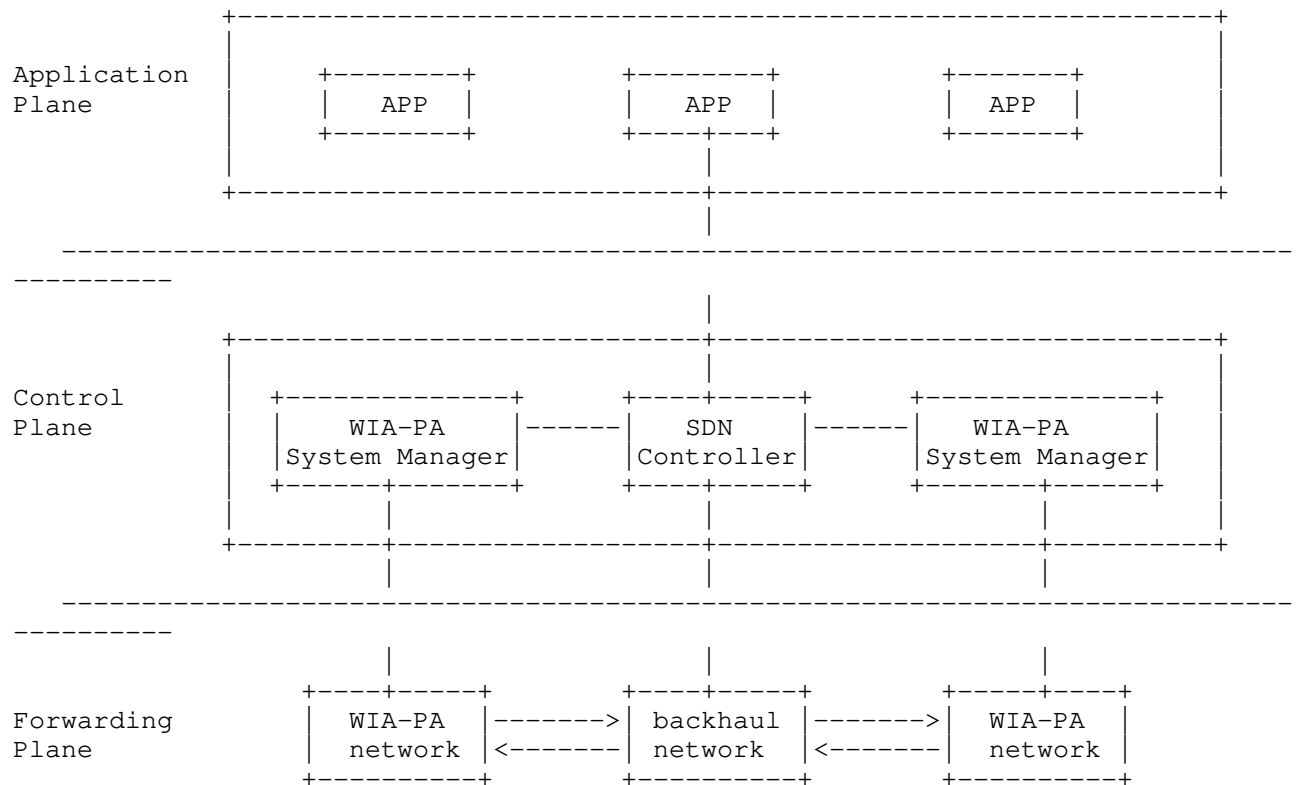 Application
Plane
APP APP APP
Control
Plane
WIA-PA SDN WIA-PA
System Manager Controller System Manager
Forwarding
Plane
WIA-PA backhaul WIA-PA
network network network